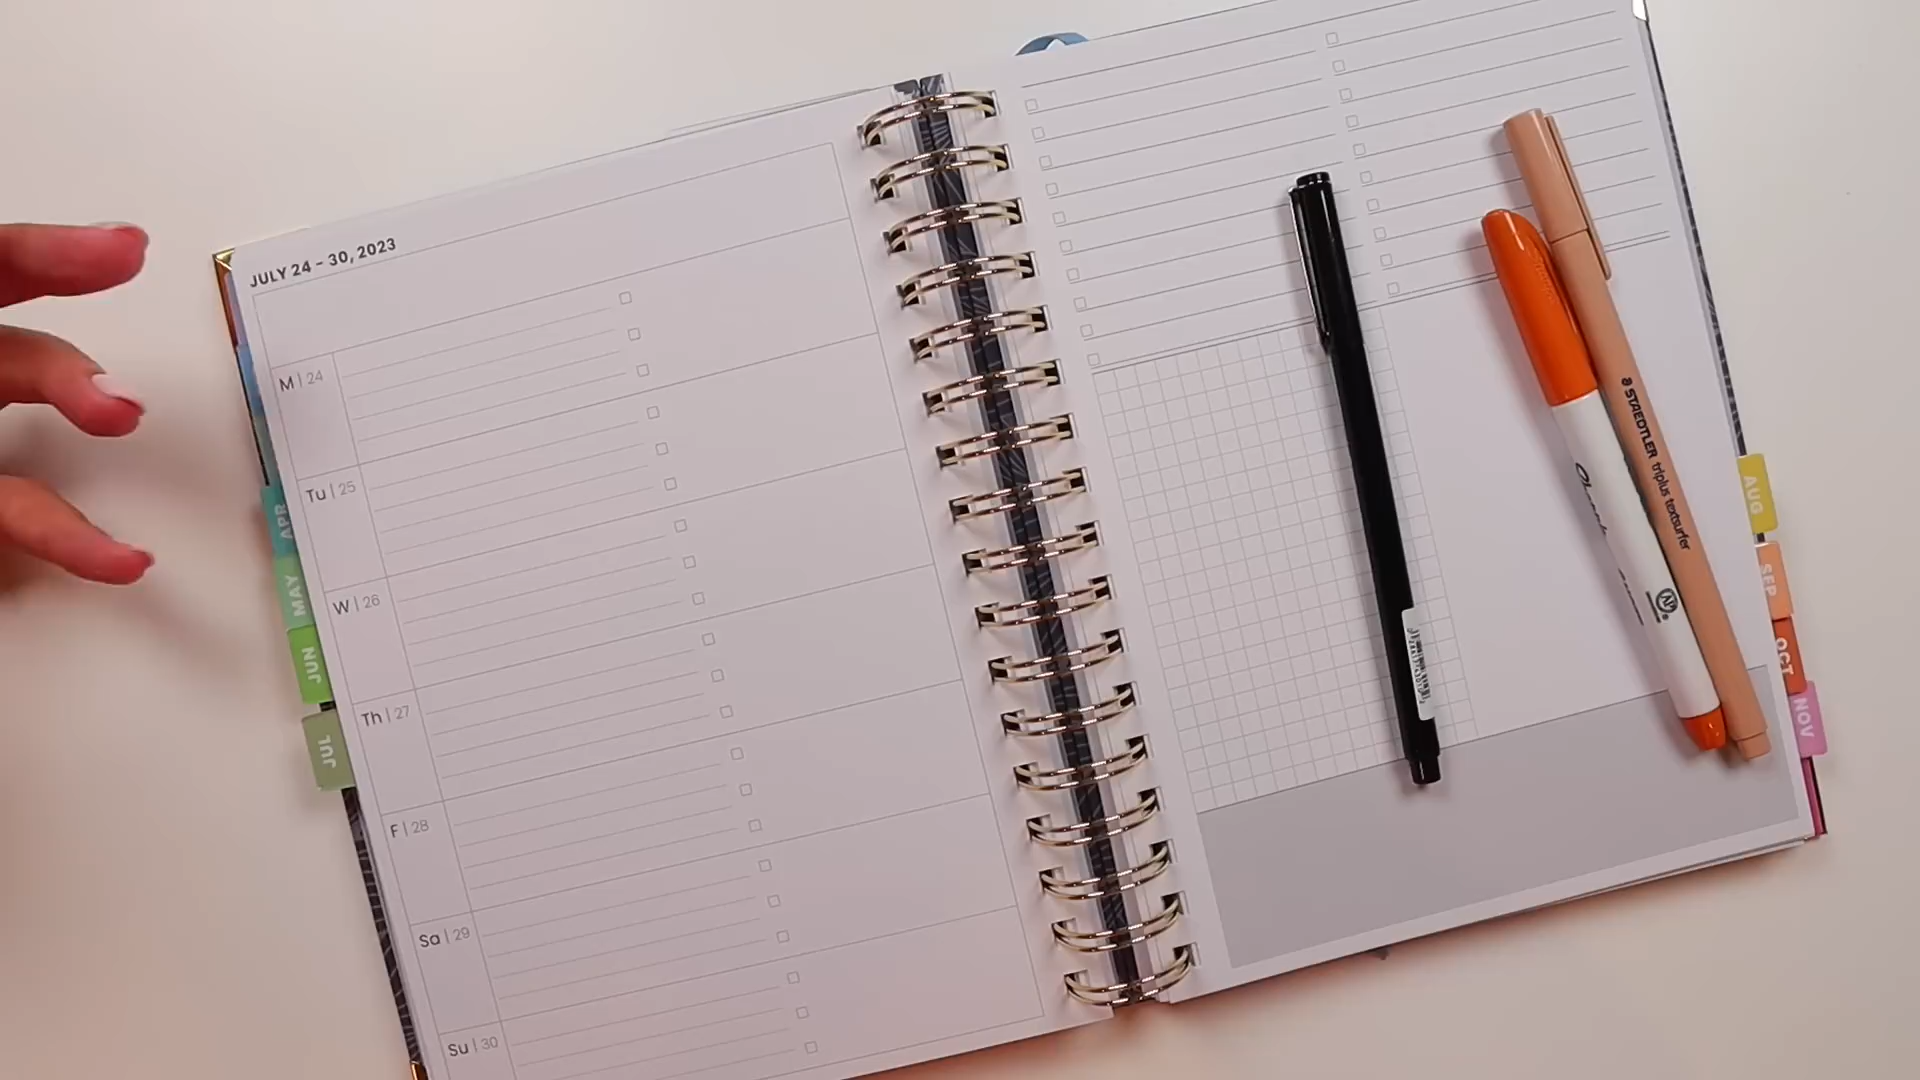 JULY 24 - 30, 2023
M | 24
Tu | 25
W | 26
Th | 27
F | 28
Sa | 29
Su | 30
APR
MAY
JUN
JUL
STAEDTLER triplus textsurfer
AP
AUG
SEP
OCT
NOV